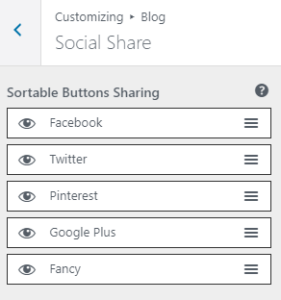 Customizing ▸ Blog
Social Share
Sortable Buttons Sharing
Facebook
Twitter
Pinterest
Google Plus
Fancy